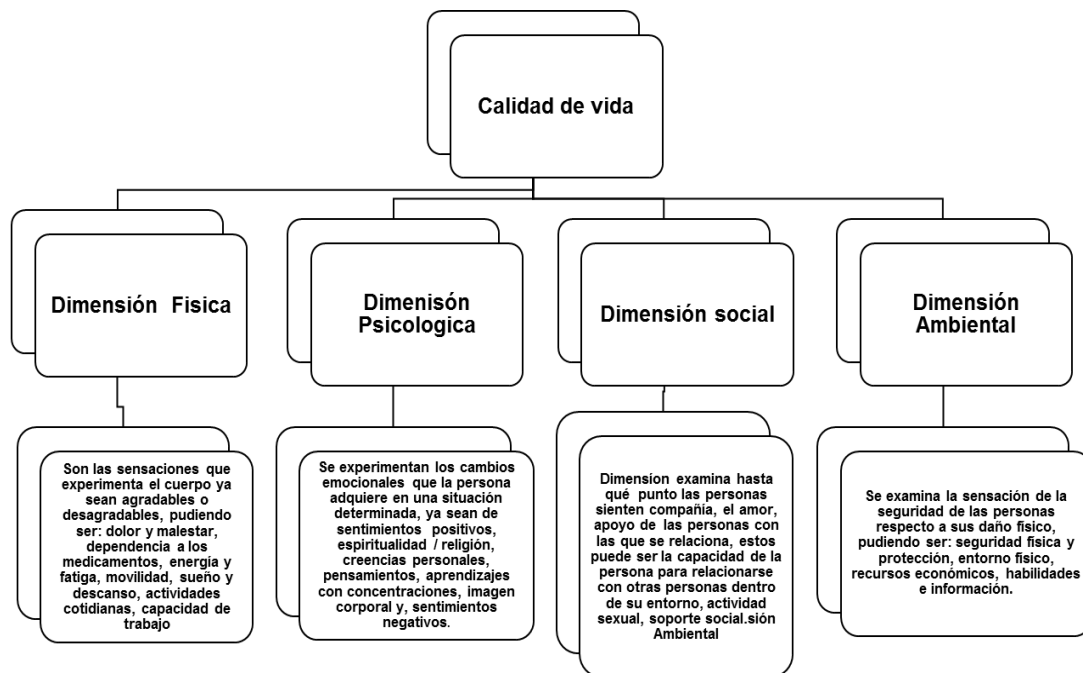 Calidad de vida
Dimensión Fisica
Dimenisón
Psicologica
Dimensión social
Dimensión
Ambiental
Son las sensaciones que
experimenta el cuerpo ya
sean agradables o
desagradables, pudiendo
ser: dolor y malestar,
dependencia a los
medicamentos, energía y
fatiga, movilidad, sueño y
descanso, actividades
cotidianas, capacidad de
trabajo
Se experimentan los cambios
emocionales que la persona
adquiere en una situación
determinada, ya sean de
sentimientos positivos,
espiritualidad / religión,
creencias personales,
pensamientos, aprendizajes
con concentraciones, imagen
corporal y, sentimientos
negativos.
Dimensíon examina hasta
qué punto las personas
sienten compañía, el amor,
apoyo de las personas con
las que se relaciona, estos
puede ser la capacidad de la
persona para relacionarse
con otras personas dentro
de su entorno, actividad
sexual, soporte social.sión
Ambiental
Se examina la sensación de la
seguridad de las personas
respecto a sus daño físico,
pudiendo ser: seguridad física y
protección, entorno físico,
recursos económicos, habilidades
e información.